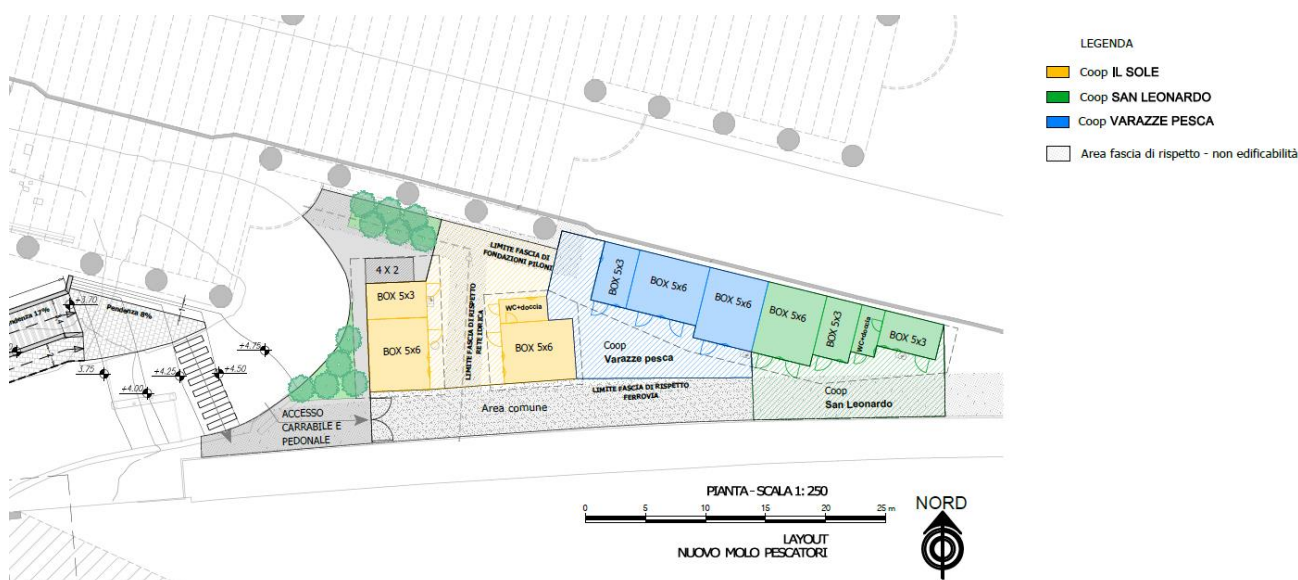 LEGENDA
Coop IL SOLE
Coop SAN LEONARDO
Coop VARAZZE PESCA
Area fascia di rispetto - non edificabilità
LIMITE FASCIA DI
FONDAZIONI PILONI
4 X 2
BOX 5x3
BOX 5x6
LIMITE FASCIA DI RISPETTO
RETE IDRICA
WC+doccia
BOX 5x6
BOX 5x3
BOX 5x6
BOX 5x6
BOX 5x6
BOX 5x3
WC+doccia
BOX 5x3
Coop
Varazze pesca
Coop
San Leonardo
LIMITE FASCIA DI RISPETTO
FERROVIA
Area comune
ACCESSO
CARRABILE E
PEDONALE
+3.70
Pendenza 8%
Pendenza 17%
+4.75
3.75
+4.00
+4.25
+4.50
PIANTA - SCALA 1: 250
0 5 10 15 20 25 m
LAYOUT
NUOVO MOLO PESCATORI
NORD